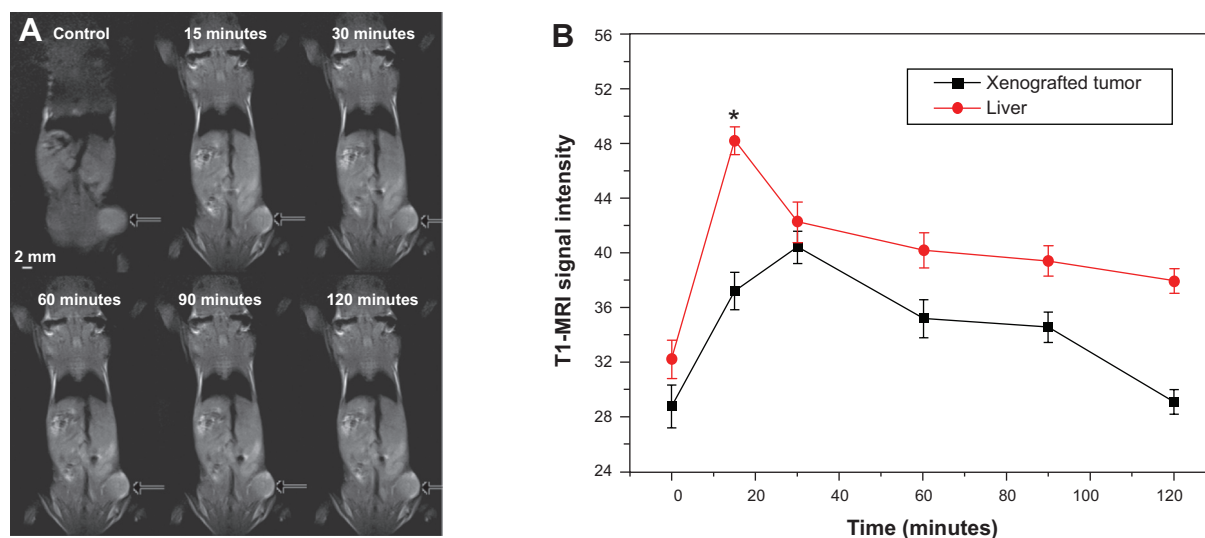 A
Control
15 minutes
30 minutes
2 mm
60 minutes
90 minutes
120 minutes
B
56
52
48
44
40
36
32
28
24
T1-MRI signal intensity
*
Xenografted tumor
Liver
0 20 40 60 80 100 120
Time (minutes)